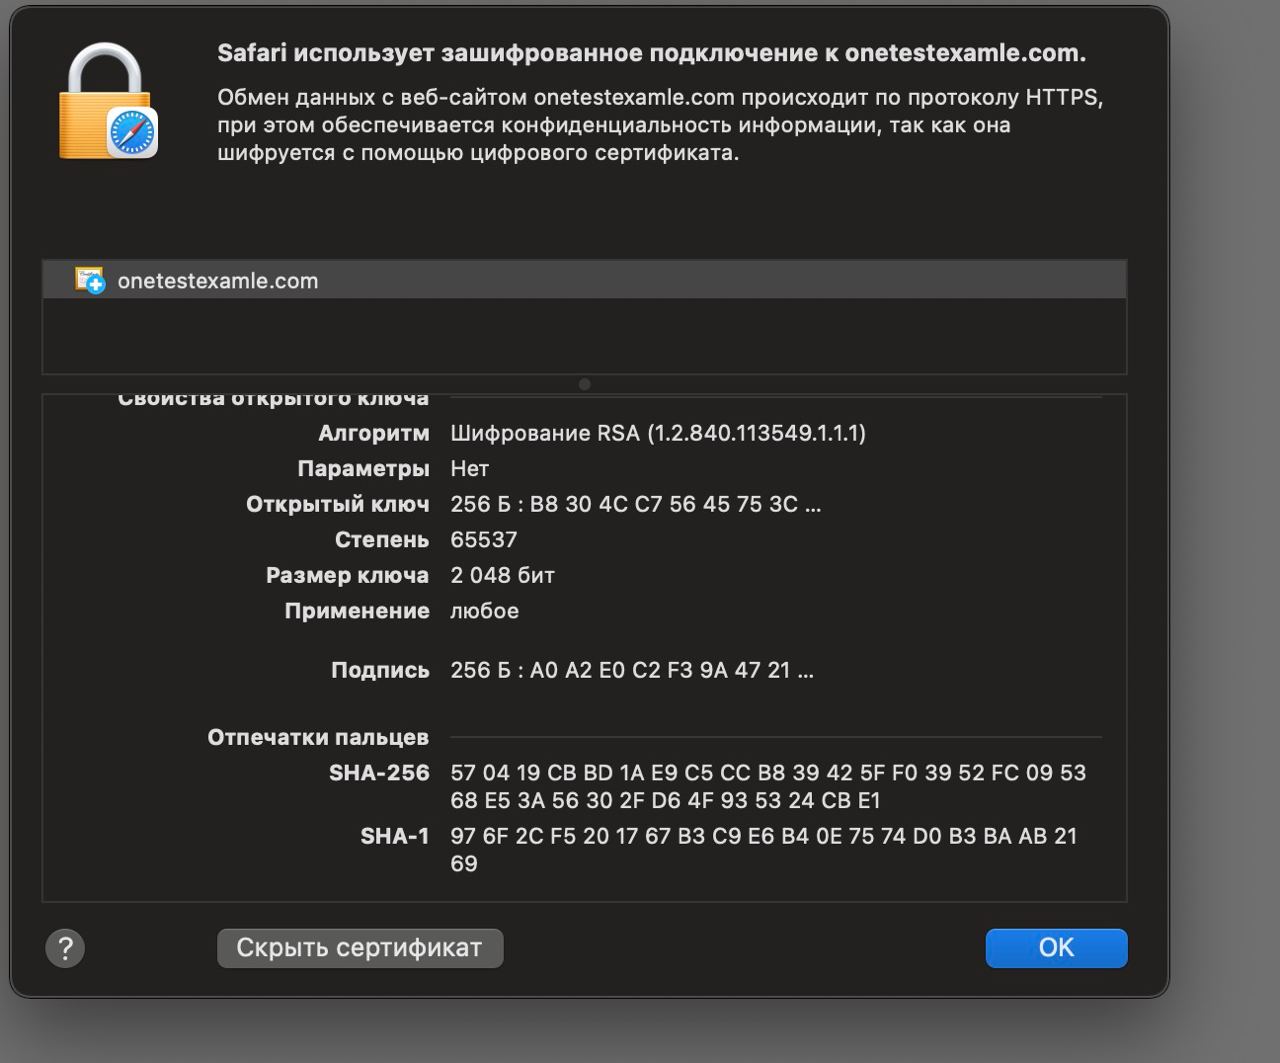 Safari использует зашифрованное подключение к onetestexamle.com.
Обмен данных с веб-сайтом onetestexamle.com происходит по протоколу HTTPS,
при этом обеспечивается конфиденциальность информации, так как она
шифруется с помощью цифрового сертификата.
onetestexamle.com
Свойства открытого ключа
Алгоритм Шифрование RSA (1.2.840.113549.1.1.1)
Параметры Нет
Открытый ключ 256 Б : B8 30 4C C7 56 45 75 3C ...
Степень 65537
Размер ключа 2 048 бит
Применение любое
Подпись 256 Б : A0 A2 E0 C2 F3 9A 47 21 ...
Отпечатки пальцев
SHA-256 57 04 19 CB BD 1A E9 C5 CC B8 39 42 5F F0 39 52 FC 09 53
68 E5 3A 56 30 2F D6 4F 93 53 24 CB E1
SHA-1 97 6F 2C F5 20 17 67 B3 C9 E6 B4 0E 75 74 D0 B3 BA AB 21
69
?
Скрыть сертификат
OK